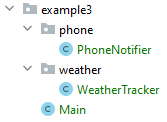 example3
phone
C PhoneNotifier
weather
C WeatherTracker
C Main